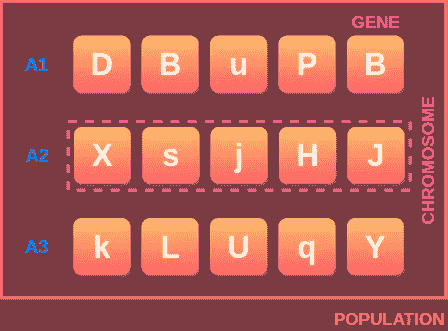 GENE
A1 D B u P B
A2 X s j H J
CHROMOSOME
A3 k L U q Y
POPULATION